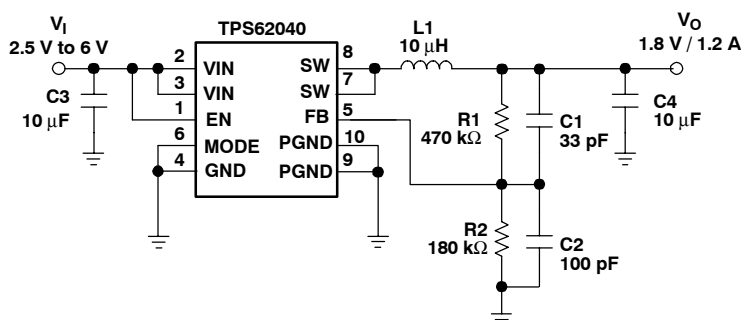 TPS62040
V_I
2.5 V to 6 V
C3
10 μF
2 VIN
3 VIN
1 EN
6 MODE
4 GND
SW 8
SW 7
FB 5
PGND 10
PGND 9
L1
10 μH
V_O
1.8 V / 1.2 A
R1
470 kΩ
C1
33 pF
C4
10 μF
R2
180 kΩ
C2
100 pF